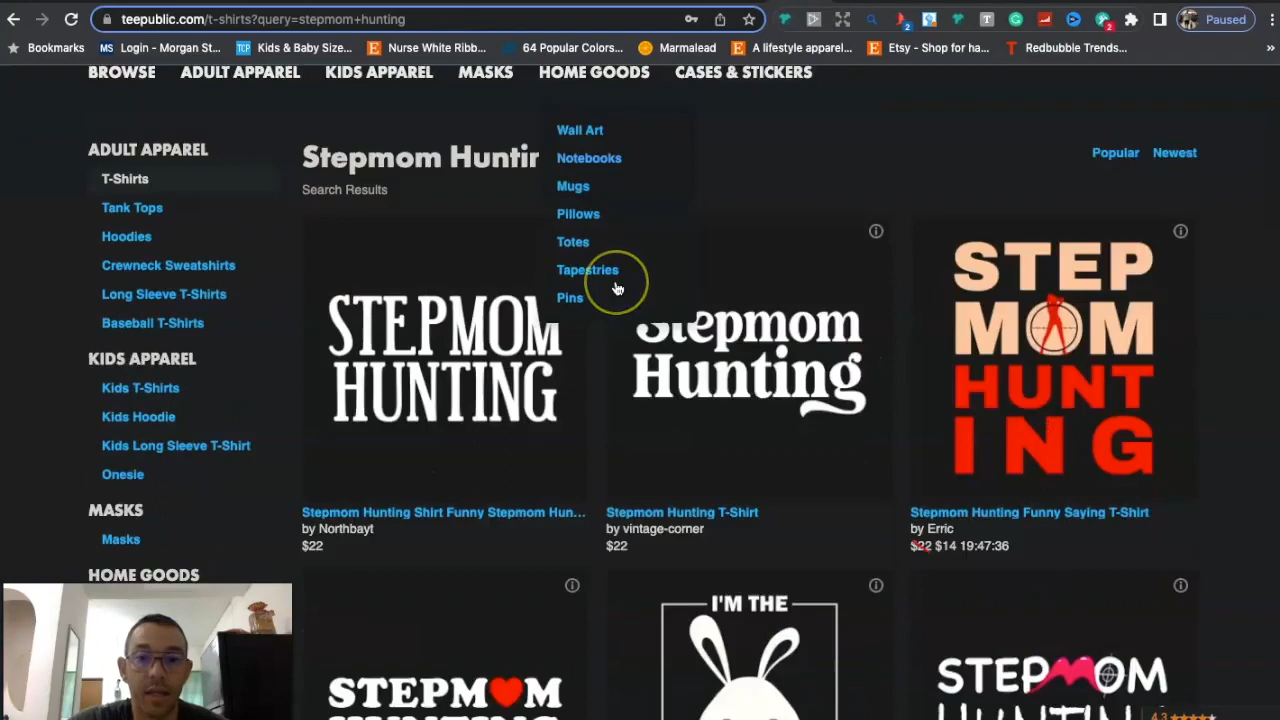 teepublic.com/t-shirts?query=stepmom+hunting
Paused
Bookmarks
Login - Morgan St...
Kids & Baby Size...
Nurse White Ribb...
64 Popular Colors...
Marmalead
A lifestyle apparel...
Etsy - Shop for ha...
Redbubble Trends...
BROWSE ADULT APPAREL KIDS APPAREL MASKS HOME GOODS CASES & STICKERS
Wall Art
Notebooks
Mugs
Pillows
Totes
Tapestries
Pins
ADULT APPAREL
T-Shirts
Tank Tops
Hoodies
Crewneck Sweatshirts
Long Sleeve T-Shirts
Baseball T-Shirts
KIDS APPAREL
Kids T-Shirts
Kids Hoodie
Kids Long Sleeve T-Shirt
Onesie
MASKS
Masks
HOME GOODS
Stepmom Huntin
Search Results
Popular Newest
STEPMOM
HUNTING
Stepmom Hunting Shirt Funny Stepmom Hun...
by Northbayt
$22
Stepmom
Hunting
Stepmom Hunting T-Shirt
by vintage-corner
$22
STEP
MOM
HUNT
ING
Stepmom Hunting Funny Saying T-Shirt
by Erric
$22 $14 19:47:36
STEPM M
I'M THE
STEPMOM
4.3